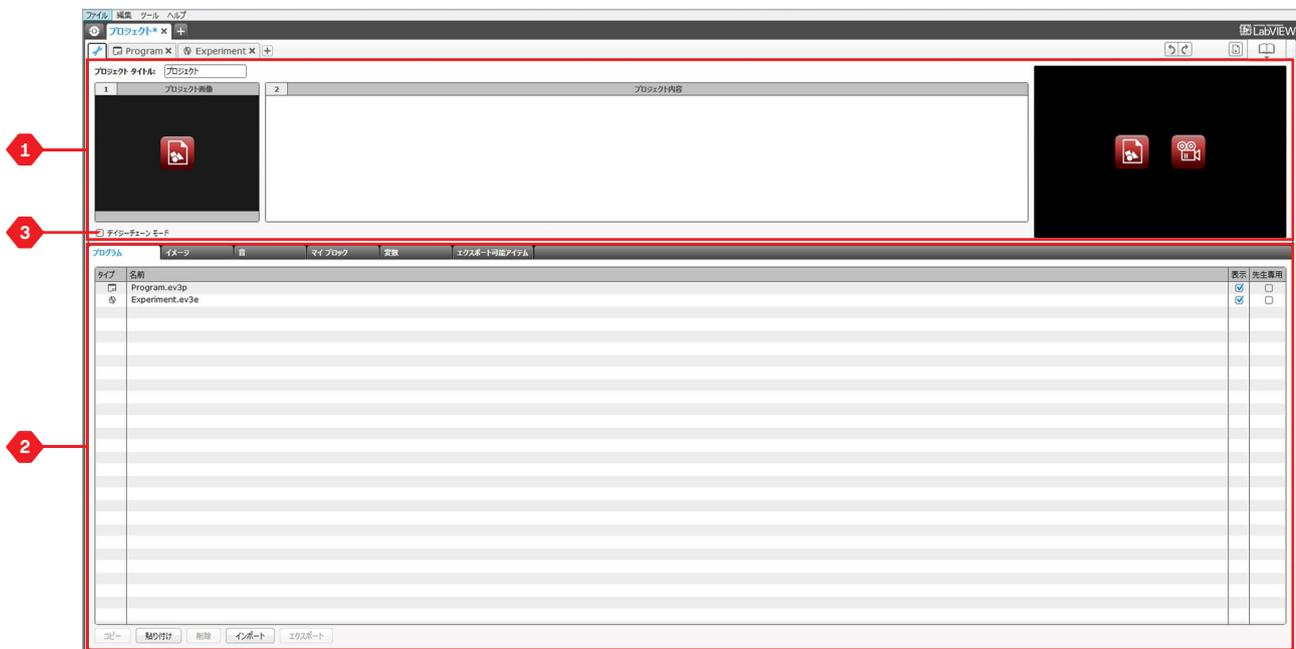 ファイル 編集 ツール ヘルプ
プロジェクト* × +
LabVIEW
Program × Experiment × +
プロジェクト タイトル: プロジェクト
1 プロジェクト画像 2 プロジェクト内容
1
3
デイジーチェーン モード
プログラム イメージ 音 マイ ブロック 変数 エクスポート可能アイテム
タイプ 名前 表示 先生専用
Program.ev3p
Experiment.ev3e
2
コピー 貼り付け 削除 インポート エクスポート